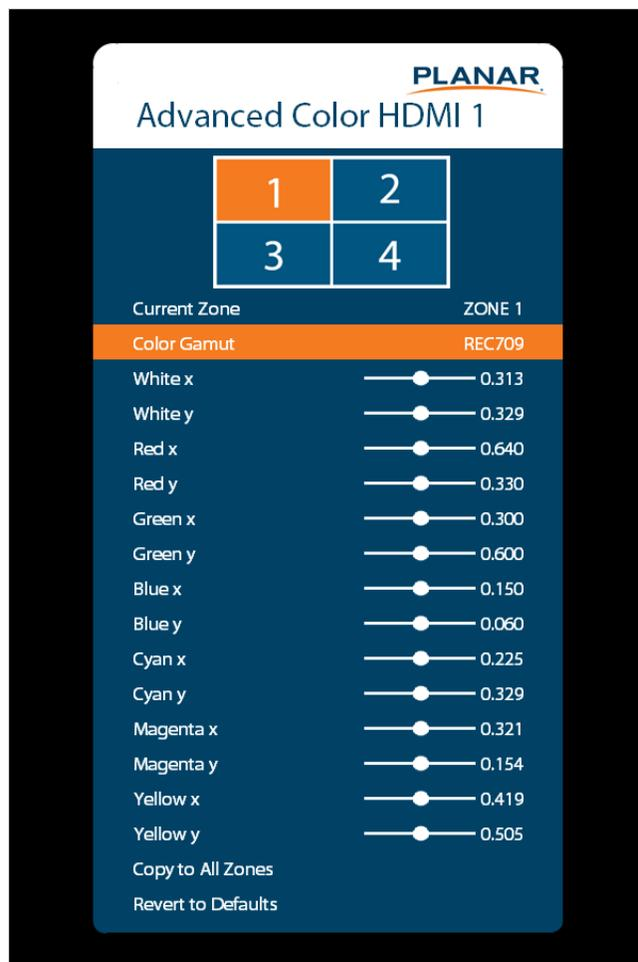 PLANAR
Advanced Color HDMI 1
1 2
3 4
Current Zone ZONE 1
Color Gamut REC709
White x 0.313
White y 0.329
Red x 0.640
Red y 0.330
Green x 0.300
Green y 0.600
Blue x 0.150
Blue y 0.060
Cyan x 0.225
Cyan y 0.329
Magenta x 0.321
Magenta y 0.154
Yellow x 0.419
Yellow y 0.505
Copy to All Zones
Revert to Defaults